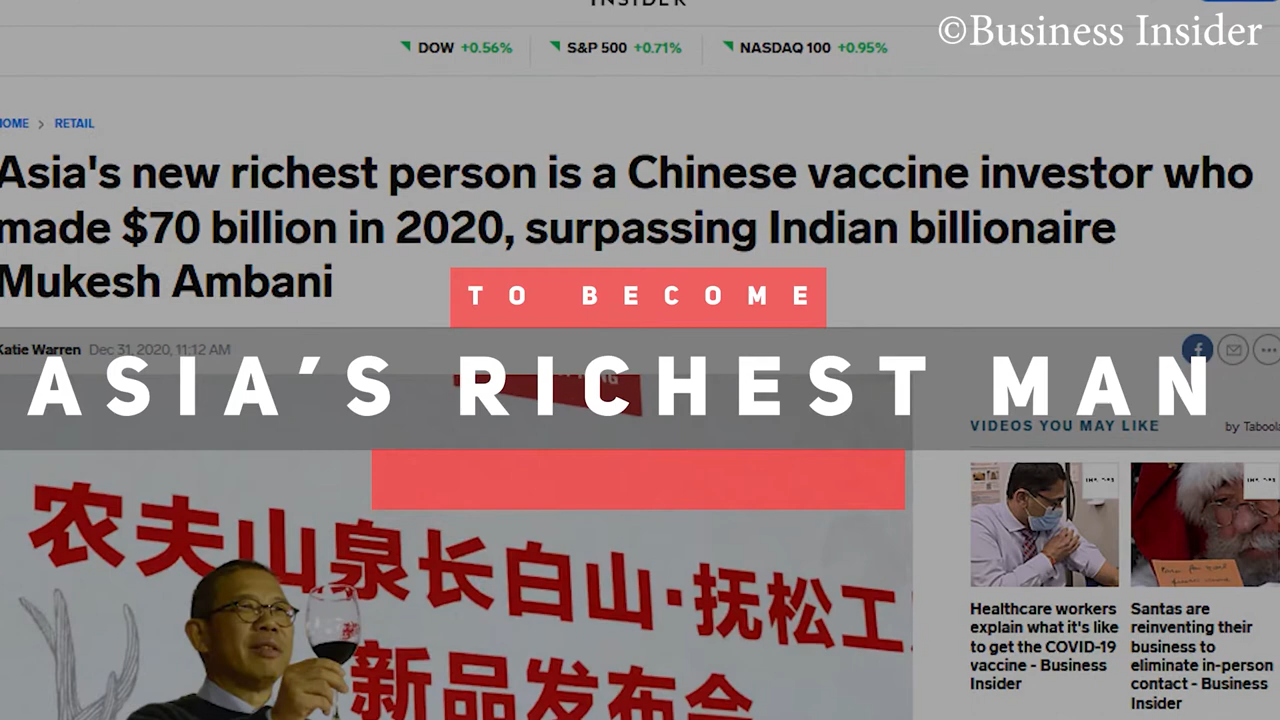 INSIDER
©Business Insider
DOW +0.56% S&P 500 +0.71% NASDAQ 100 +0.95%
HOME > RETAIL
Asia's new richest person is a Chinese vaccine investor who
made $70 billion in 2020, surpassing Indian billionaire
Mukesh Ambani
TO BECOME
Katie Warren Dec 31, 2020, 11:12 AM
ASIA'S RICHEST MAN
VIDEOS YOU MAY LIKE
by Taboola
农夫山泉长白山·抚松工
新品发布会
Healthcare workers
explain what it's like
to get the COVID-19
vaccine - Business
Insider
Santas are
reinventing their
business to
eliminate in-person
contact - Business
Insider